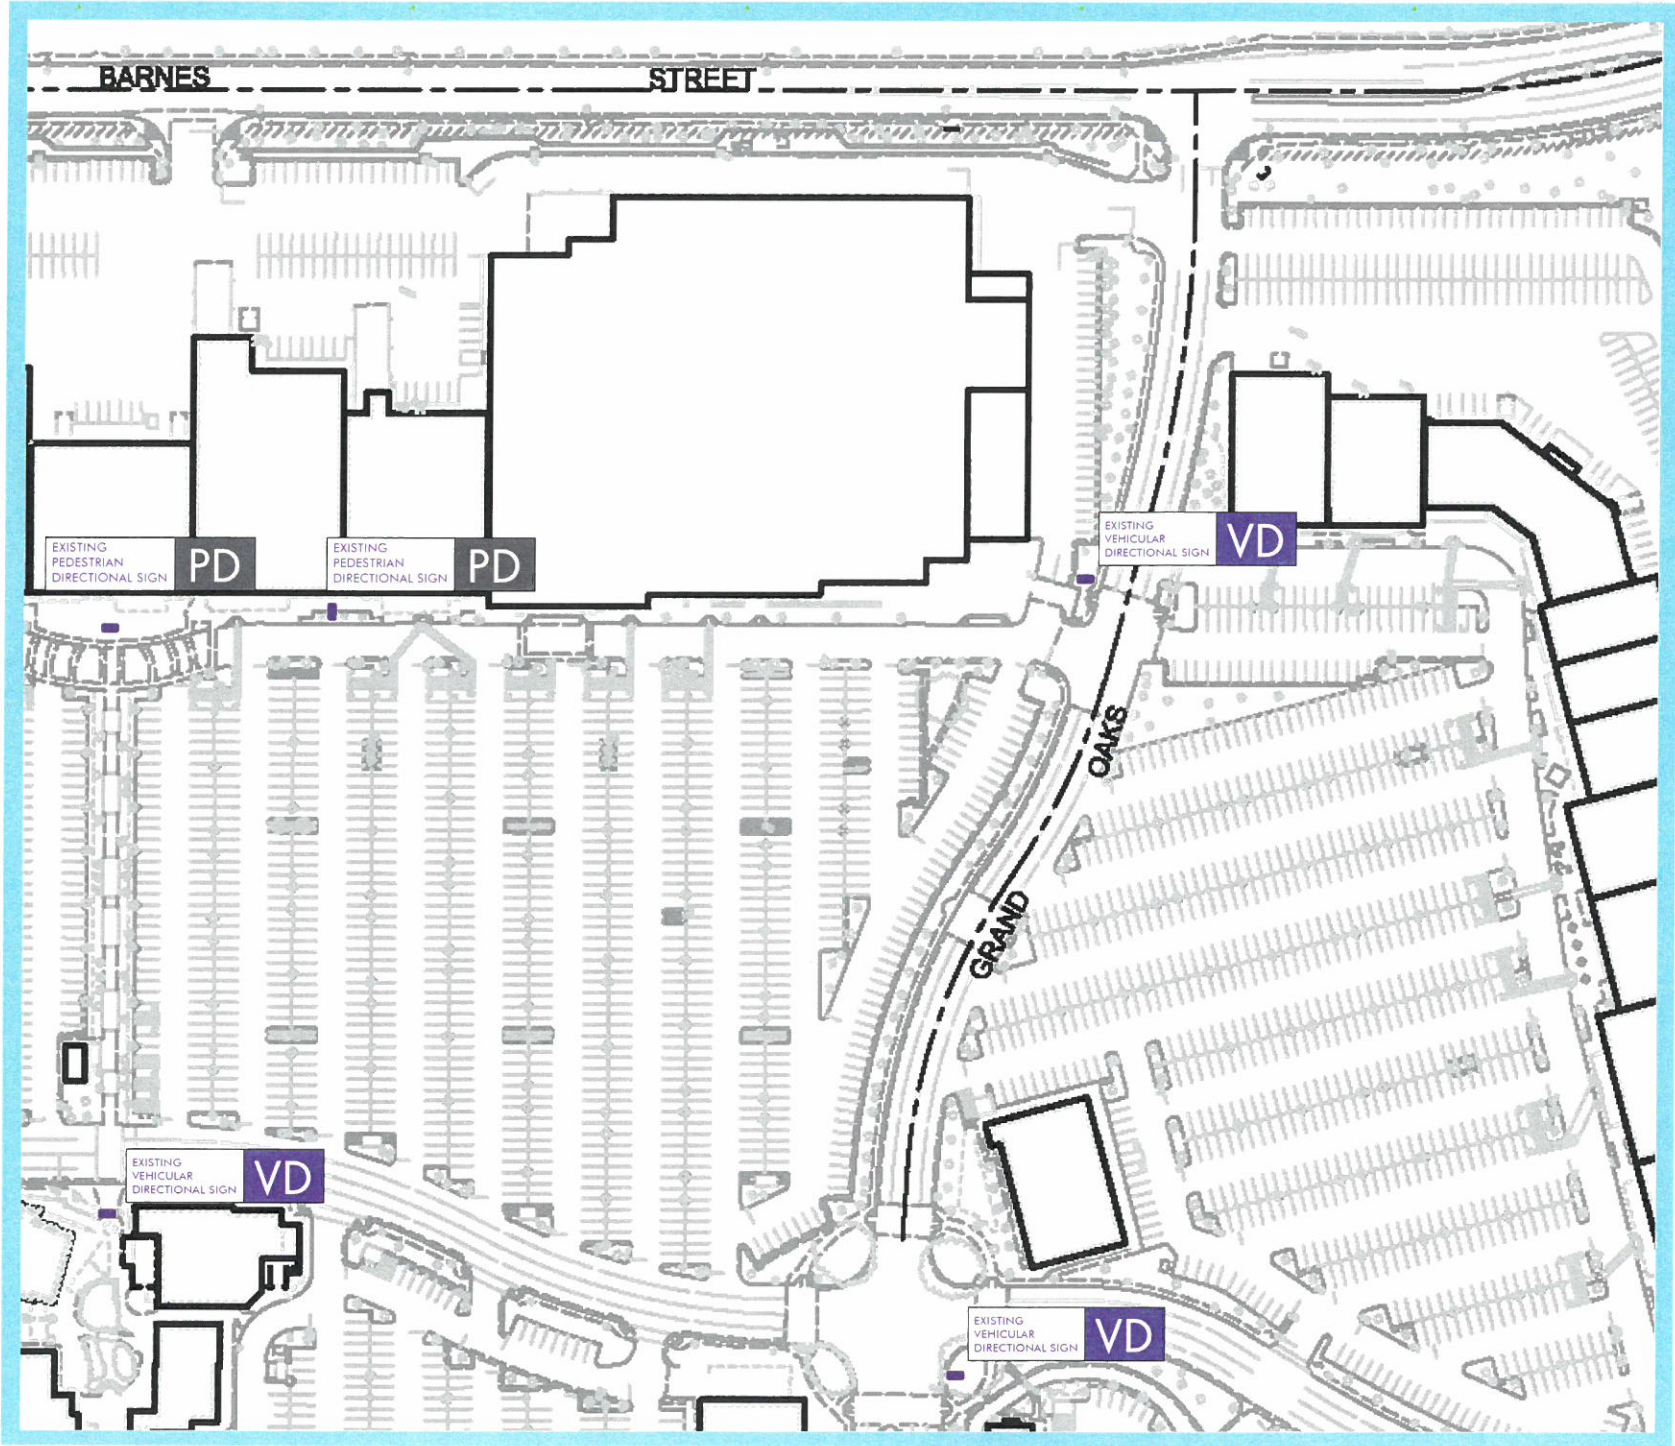 BARNES STREET
EXISTING
VEHICULAR
DIRECTIONAL SIGN
VD
EXISTING
PEDESTRIAN
DIRECTIONAL SIGN
PD
EXISTING
PEDESTRIAN
DIRECTIONAL SIGN
PD
GRAND OAKS
EXISTING
VEHICULAR
DIRECTIONAL SIGN
VD
EXISTING
VEHICULAR
DIRECTIONAL SIGN
VD